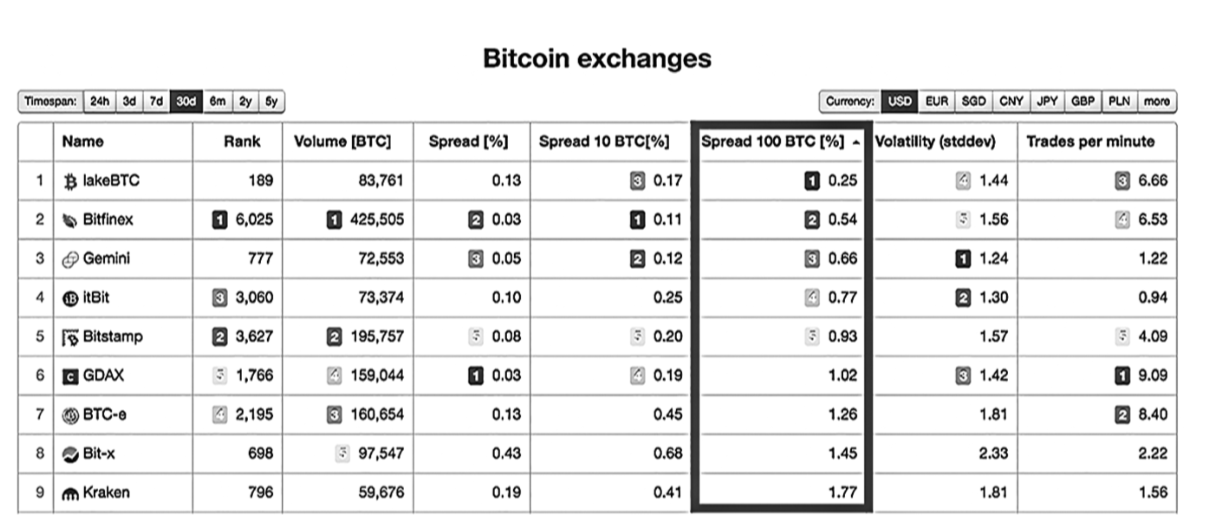 Bitcoin exchanges
Timespan: 24h 3d 7d 30d 6m 2y 5y Currency: USD EUR SGD CNY JPY GBP PLN more
Name Rank Volume [BTC] Spread [%] Spread 10 BTC[%] Spread 100 BTC [%] Volatility (stddev) Trades per minute
1 lakeBTC 189 83,761 0.13 3 0.17 1 0.25 4 1.44 3 6.66
2 Bitfinex 1 6,025 1 425,505 2 0.03 1 0.11 2 0.54 5 1.56 4 6.53
3 Gemini 777 72,553 3 0.05 2 0.12 3 0.66 1 1.24 1.22
4 itBit 3 3,060 73,374 0.10 0.25 4 0.77 2 1.30 0.94
5 Bitstamp 2 3,627 2 195,757 5 0.08 5 0.20 5 0.93 1.57 5 4.09
6 GDAX 5 1,766 4 159,044 1 0.03 4 0.19 1.02 3 1.42 1 9.09
7 BTC-e 4 2,195 3 160,654 0.13 0.45 1.26 1.81 2 8.40
8 Bit-x 698 5 97,547 0.43 0.68 1.45 2.33 2.22
9 Kraken 796 59,676 0.19 0.41 1.77 1.81 1.56